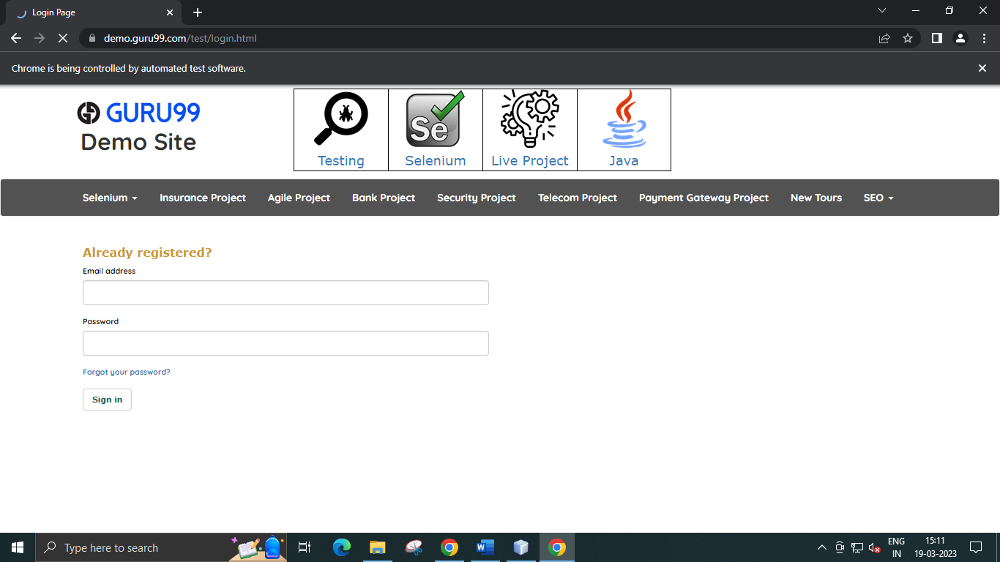 Login Page
demo.guru99.com/test/login.html
Chrome is being controlled by automated test software.
GURU99
Demo Site
Se
Testing Selenium Live Project Java
Selenium Insurance Project Agile Project Bank Project Security Project Telecom Project Payment Gateway Project New Tours SEO
Already registered?
Email address
Password
Forgot your password?
Sign in
Type here to search
ENG 15:11
IN 19-03-2023